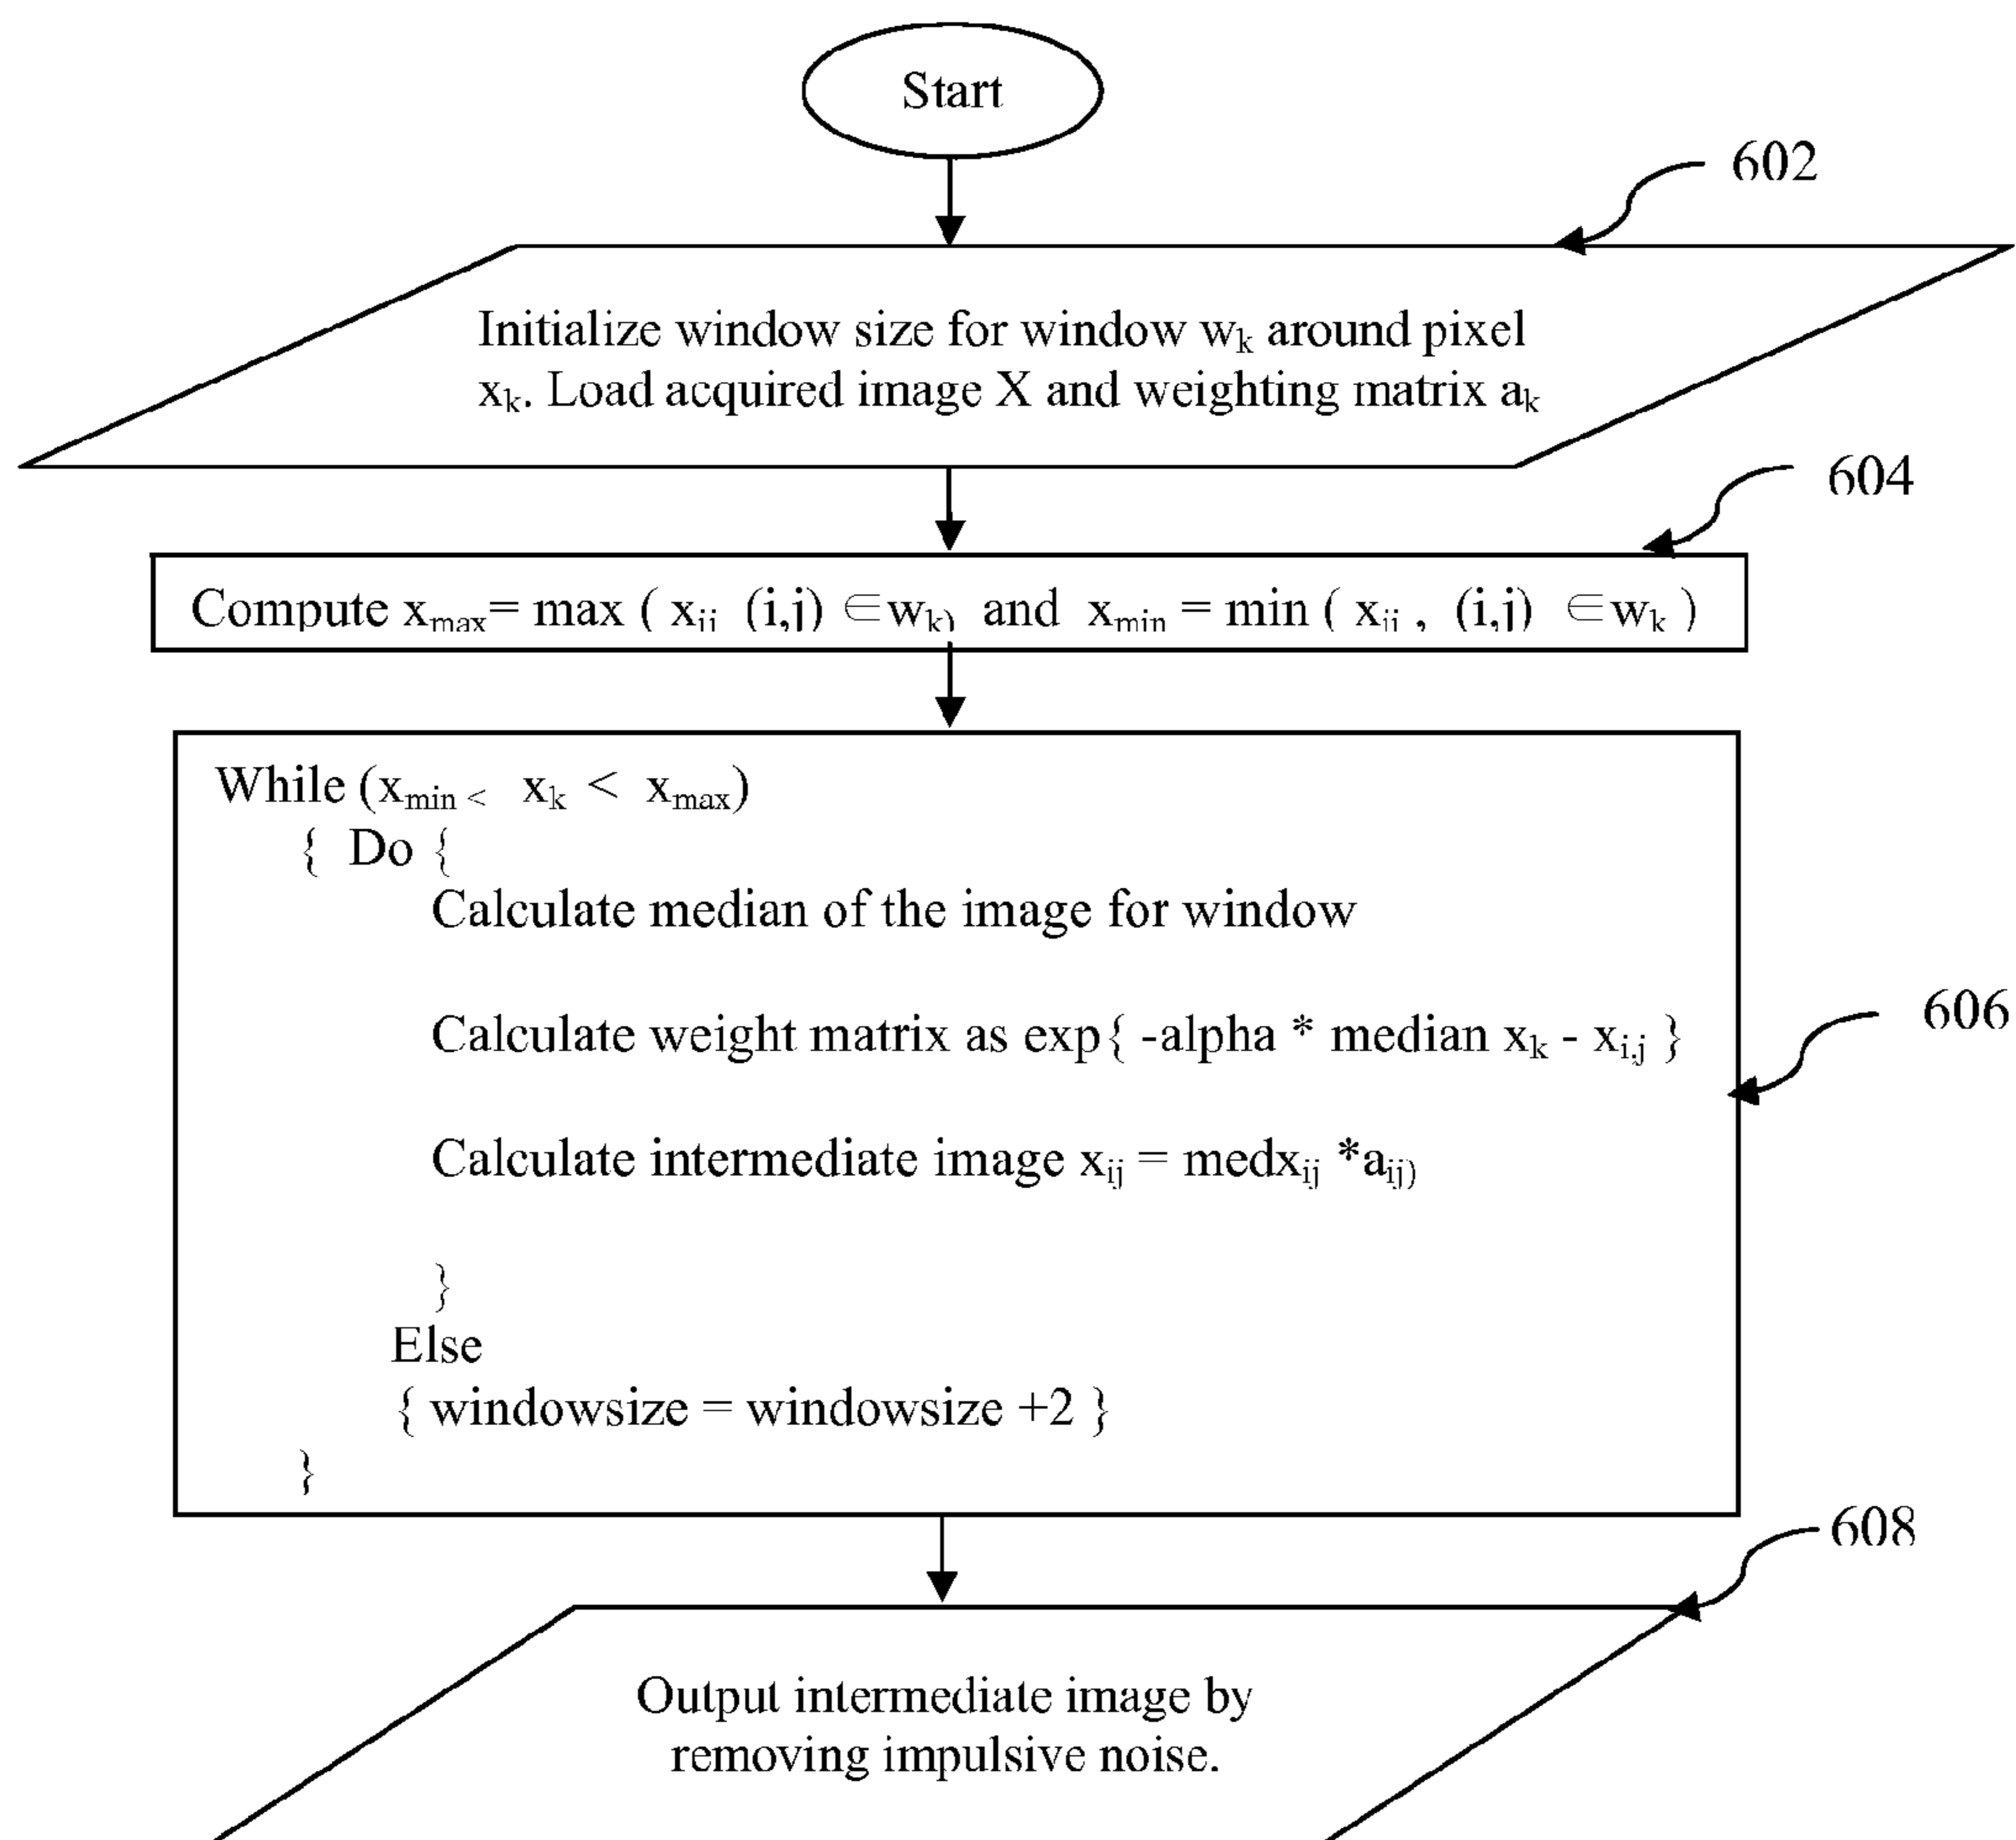 Start
602
Initialize window size for window wk around pixel
xk. Load acquired image X and weighting matrix ak
604
Compute xmax= max ( xij (i,j) ∈wk) and xmin = min ( xij , (i,j) ∈wk )
While (xmin < xk < xmax)
{ Do {
Calculate median of the image for window
Calculate weight matrix as exp{ -alpha * median xk - xi,j }
606
Calculate intermediate image xij = medxij *aij)
}
Else
{ windowsize = windowsize +2 }
}
608
Output intermediate image by
removing impulsive noise.